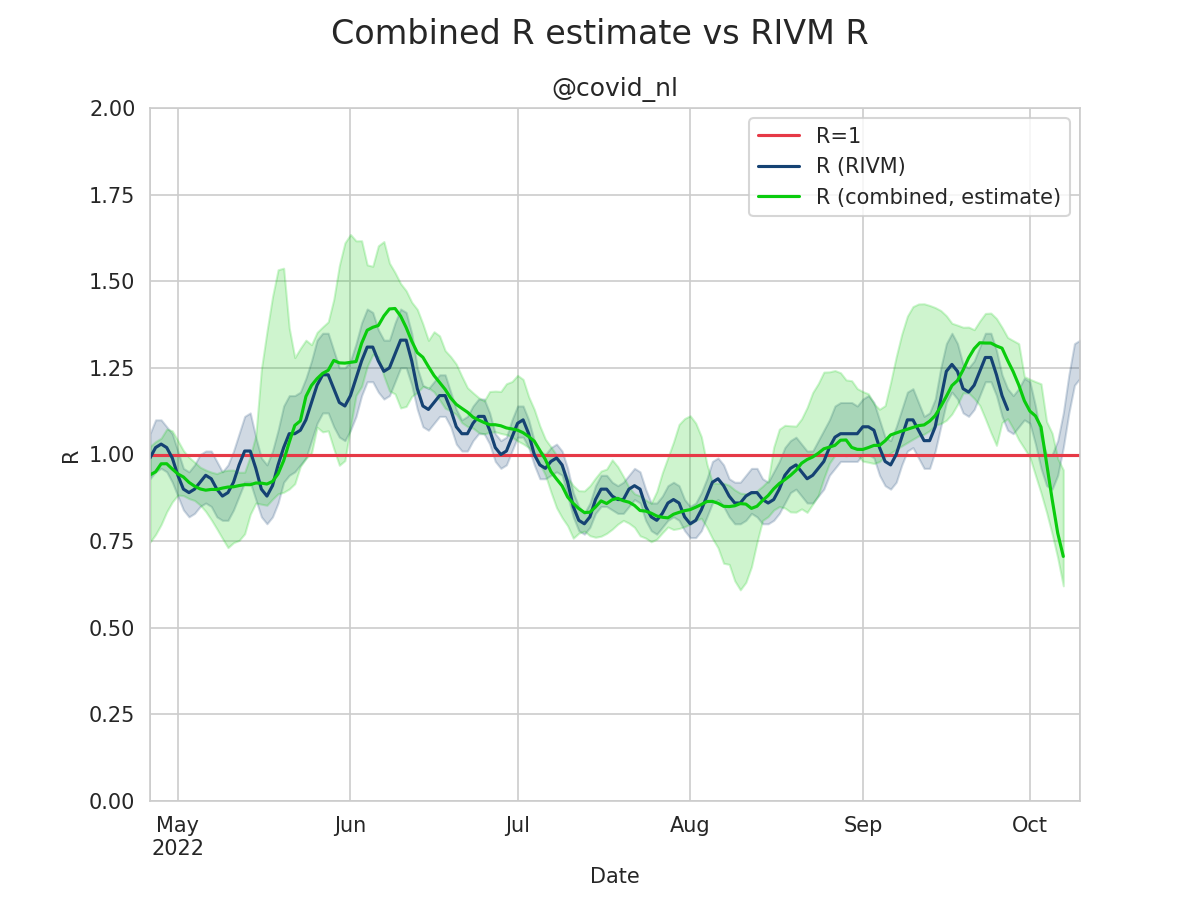 Combined R estimate vs RIVM R
@covid_nl
R=1
R (RIVM)
R (combined, estimate)
2.00
1.75
1.50
1.25
1.00
0.75
0.50
0.25
0.00
R
May
2022
Jun
Jul
Aug
Sep
Oct
Date